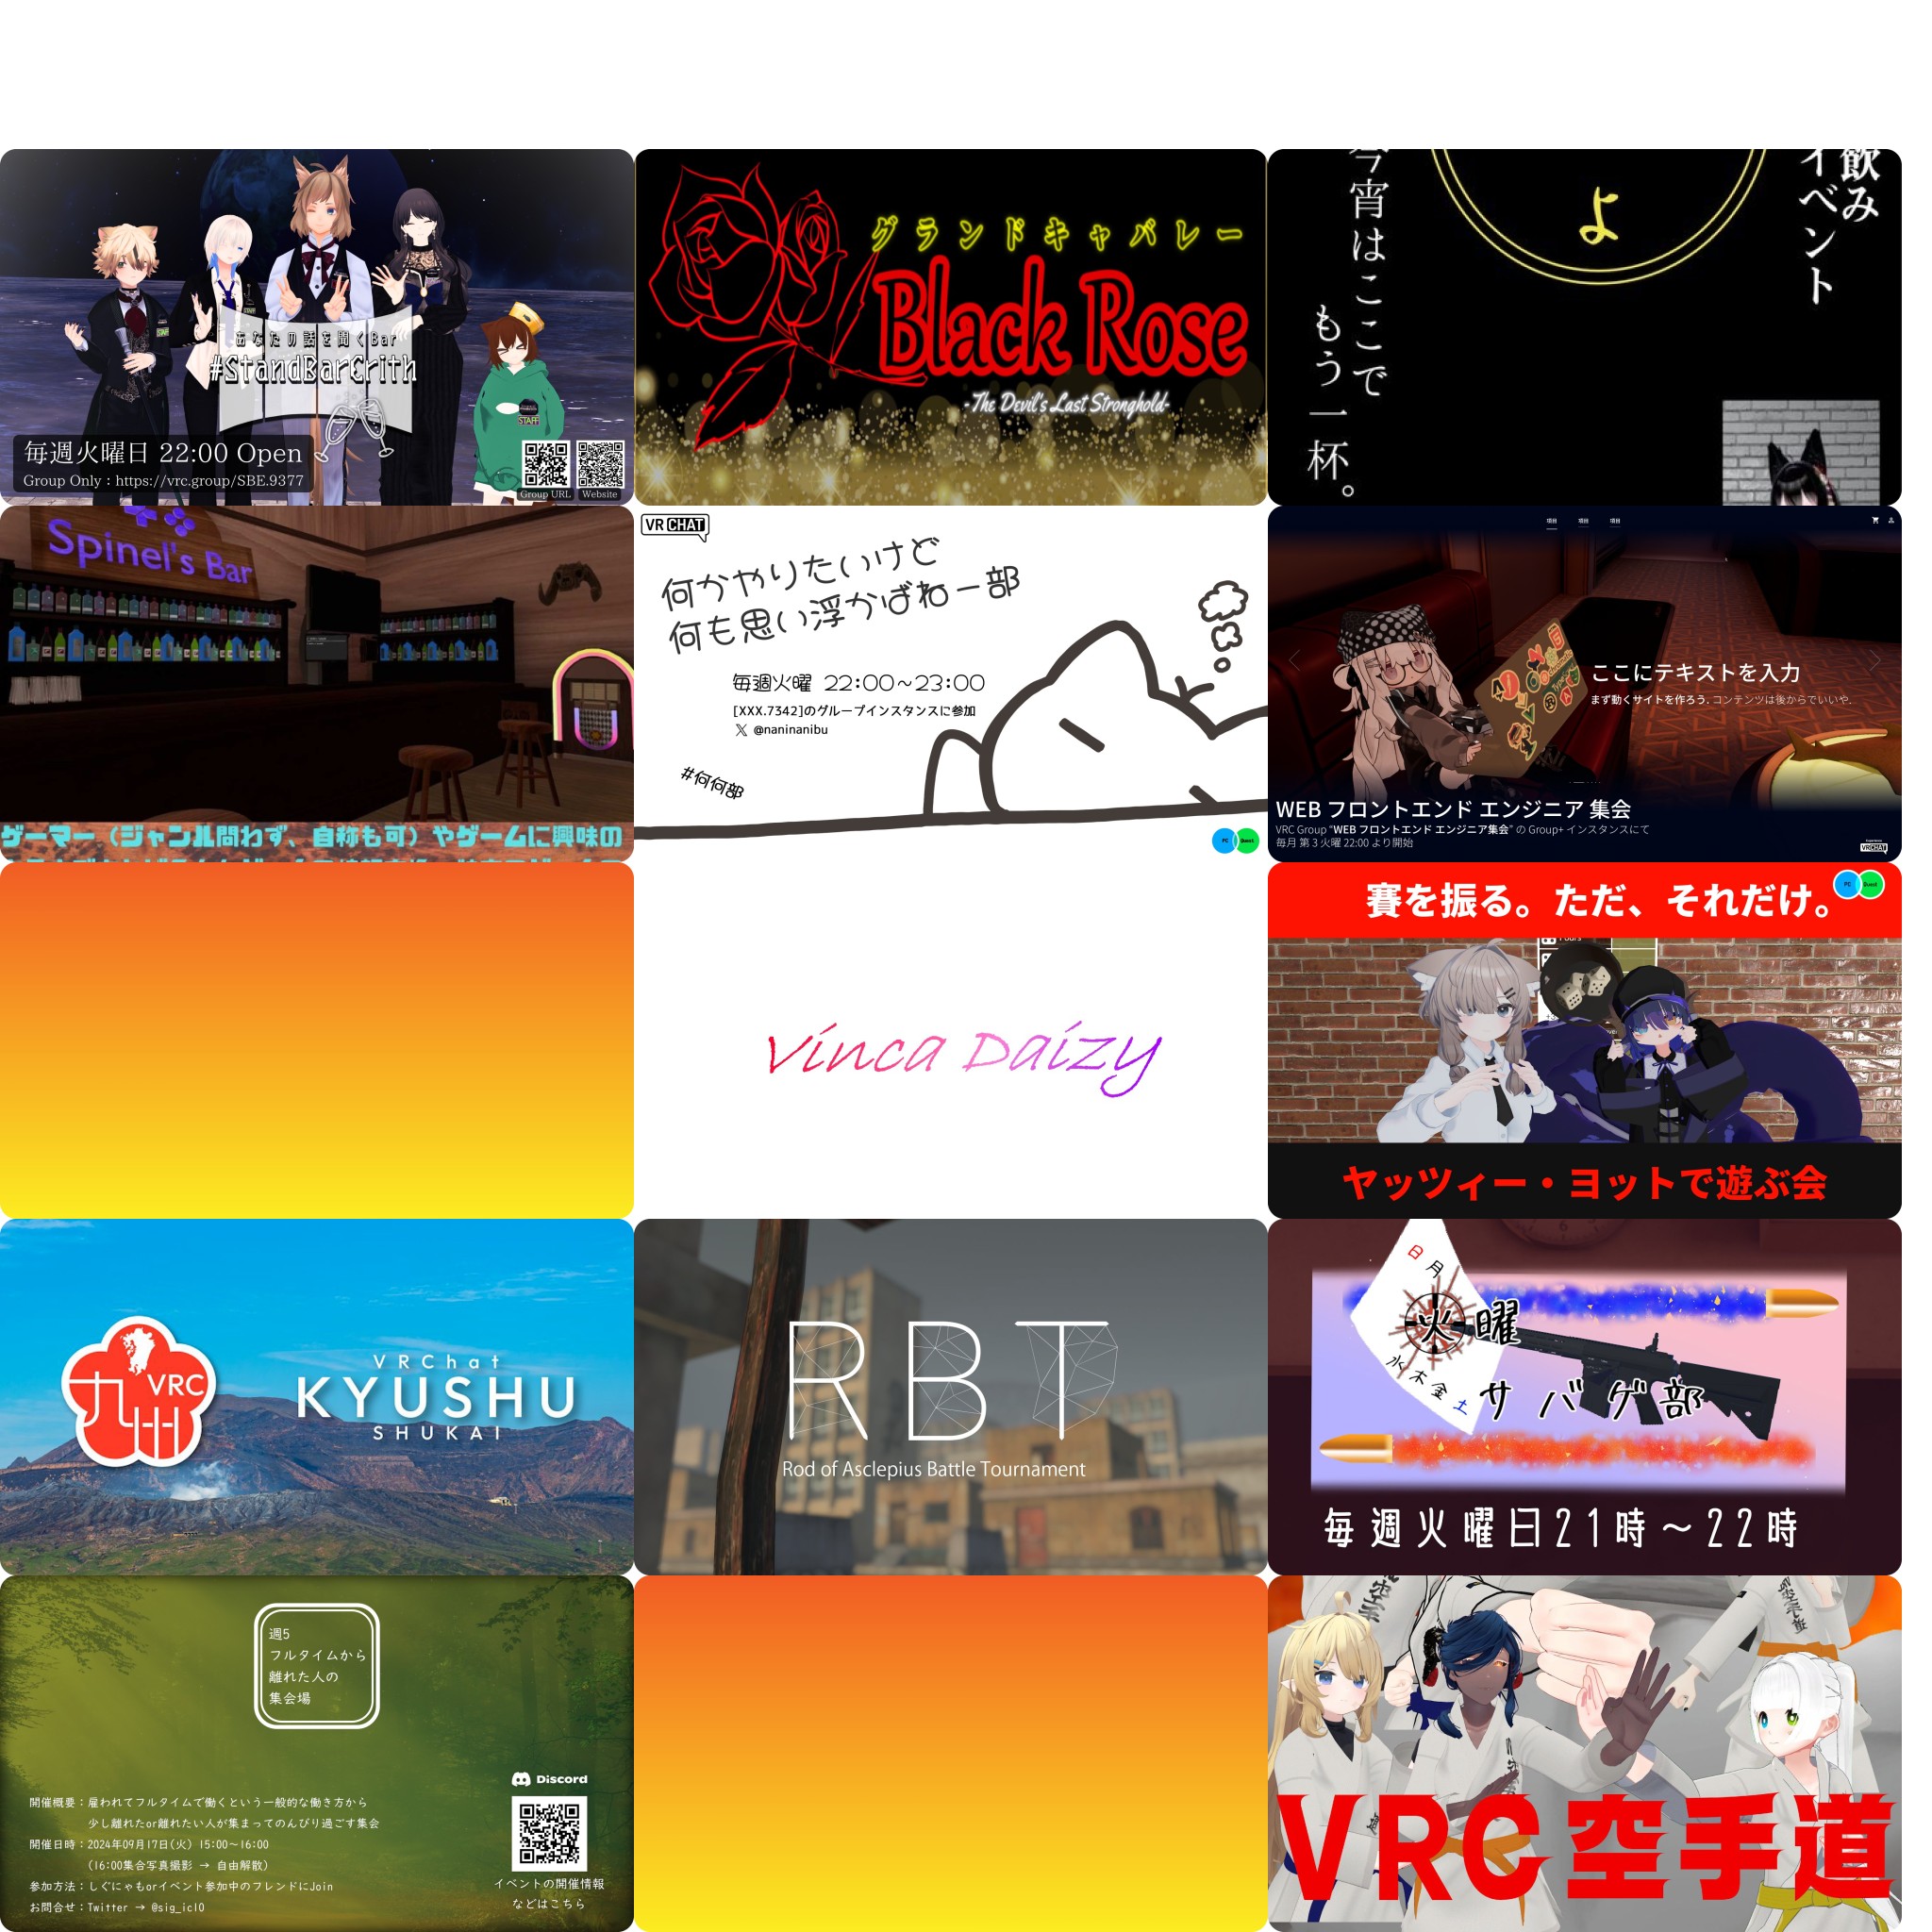 あなたの話を聞くBar
#StandBarCrith
毎週火曜日 22:00 Open
Group Only : https://vrc.group/SBE.9377
STAFF
Group URL
Website
グランドキャバレー
Black Rose
-The Devil's Last Stronghold-
飲み
イベント
よ
今宵はここで
もう一杯。
Spinel's Bar
ゲーマー（ジャンル問わず、自称も可）やゲームに興味の
VRCHAT
何かやりたいけど
何も思い浮かばねー部
毎週火曜 22:00~23:00
[XXX.7342]のグループインスタンスに参加
X @naninanibu
#何何部
PC Quest
項目 項目 項目
ここにテキストを入力
まず動くサイトを作ろう. コンテンツは後からでいいや.
WEB フロントエンド エンジニア 集会
VRC Group "WEB フロントエンド エンジニア集会" の Group+ インスタンスにて
毎月 第 3 火曜 22:00 より開始
VRCHAT
Vinca Daizy
賽を振る。ただ、それだけ。
PC Quest
ヤッツィー・ヨットで遊ぶ会
九州 VRC
VRChat
KYUSHU
SHUKAI
RBT
Rod of Asclepius Battle Tournament
日 月 火曜 水 木 金 土
サバゲ部
毎週火曜日21時～22時
週5
フルタイムから
離れた人の
集会場
Discord
開催概要：雇われてフルタイムで働くという一般的な働き方から
少し離れたor離れたい人が集まってのんびり過ごす集会
開催日時：2024年09月17日(火) 15:00～16:00
(16:00集合写真撮影 → 自由解散)
参加方法：しぐにゃもorイベント参加中のフレンドにJoin
お問合せ：Twitter → @sig_icl0
イベントの開催情報
などはこちら
VRC空手道